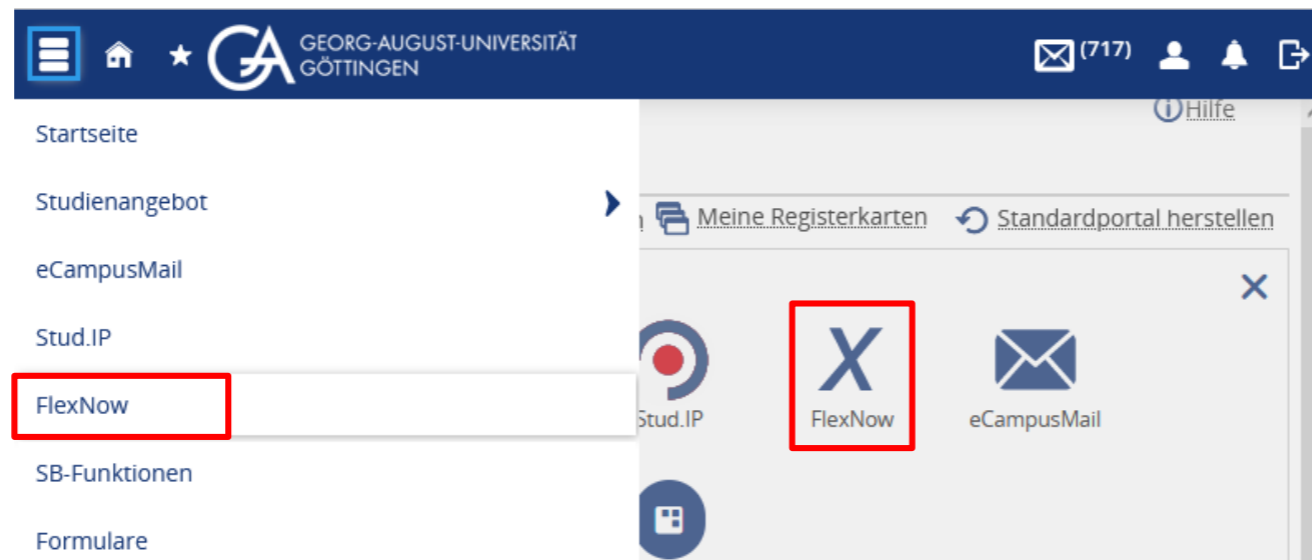 GEORG-AUGUST-UNIVERSITÄT
GÖTTINGEN
(717)
Hilfe
Startseite
Studienangebot
Meine Registerkarten
Standardportal herstellen
eCampusMail
Stud.IP
FlexNow
SB-Funktionen
Formulare
Stud.IP
X
FlexNow
eCampusMail